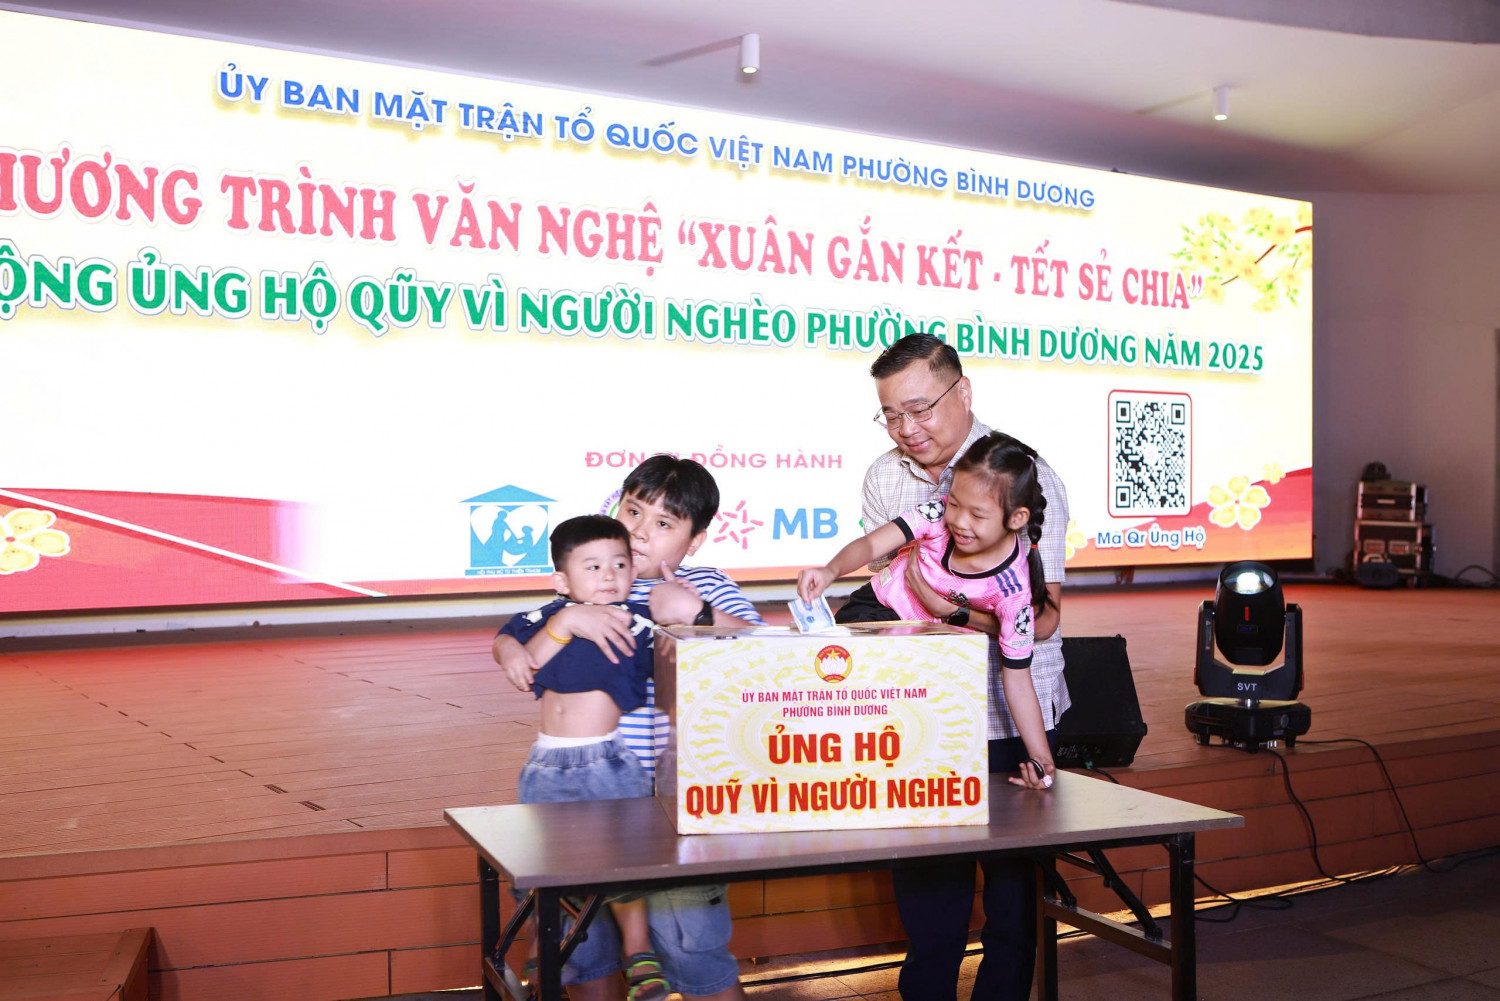 ỦY BAN MẶT TRẬN TỔ QUỐC VIỆT NAM PHƯỜNG BÌNH DƯƠNG
HƯƠNG TRÌNH VĂN NGHỆ “XUÂN GẮN KẾT - TẾT SẺ CHIA”
ỘNG ỦNG HỘ QUỸ VÌ NGƯỜI NGHÈO PHƯỜNG BÌNH DƯƠNG NĂM 2025
ĐƠN VỊ ĐỒNG HÀNH
MB
Mã Qr Ủng Hộ
ỦY BAN MẶT TRẬN TỔ QUỐC VIỆT NAM
PHƯỜNG BÌNH DƯƠNG
ỦNG HỘ
QUỸ VÌ NGƯỜI NGHÈO
SVT